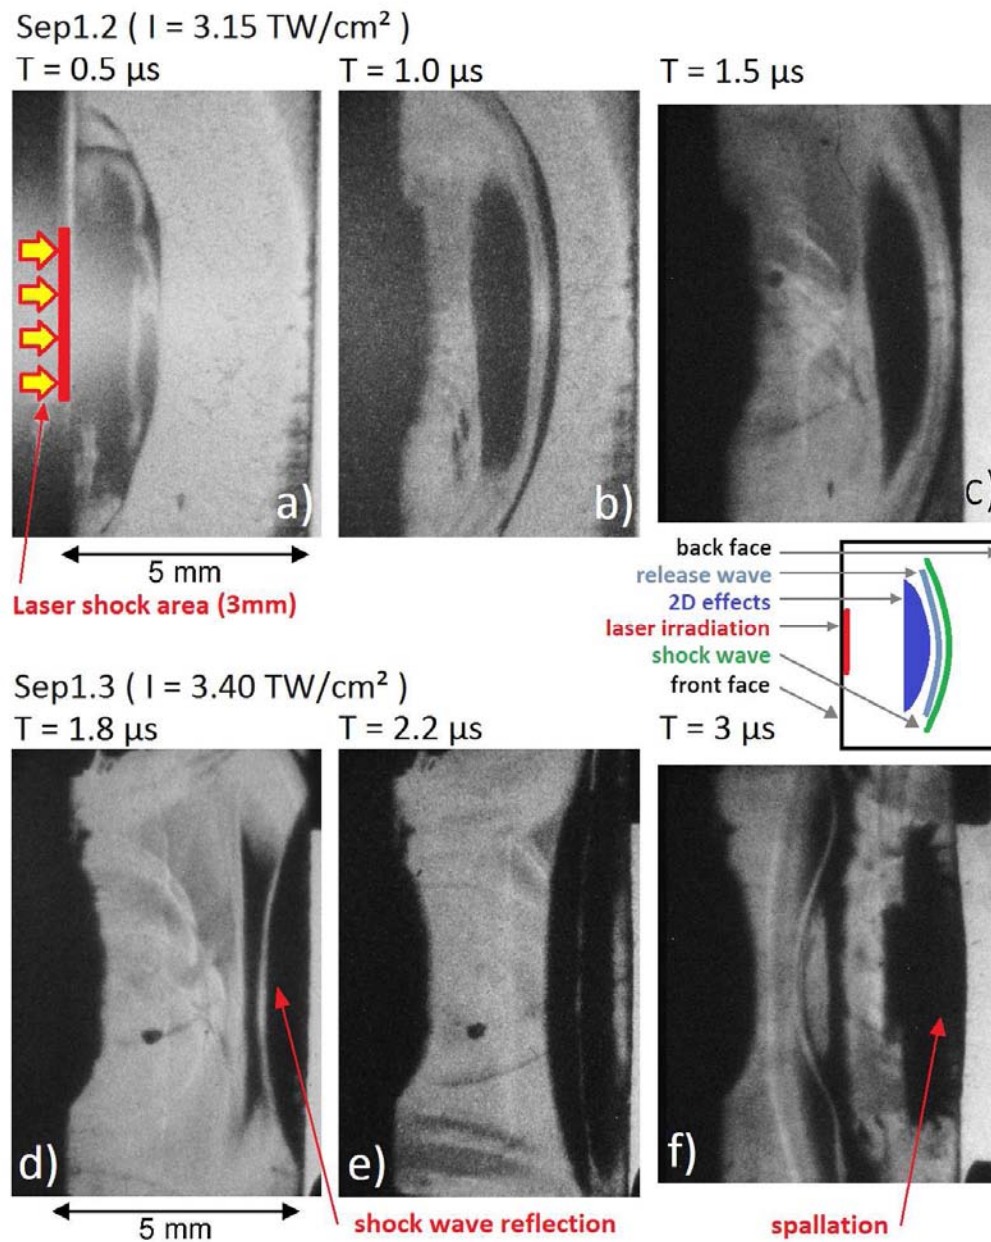 Sep1.2 ( I = 3.15 TW/cm² )
T = 0.5 μs
T = 1.0 μs
T = 1.5 μs
a)
b)
c)
5 mm
Laser shock area (3mm)
back face
release wave
2D effects
laser irradiation
shock wave
front face
Sep1.3 ( I = 3.40 TW/cm² )
T = 1.8 μs
T = 2.2 μs
T = 3 μs
d)
e)
f)
5 mm
shock wave reflection
spallation